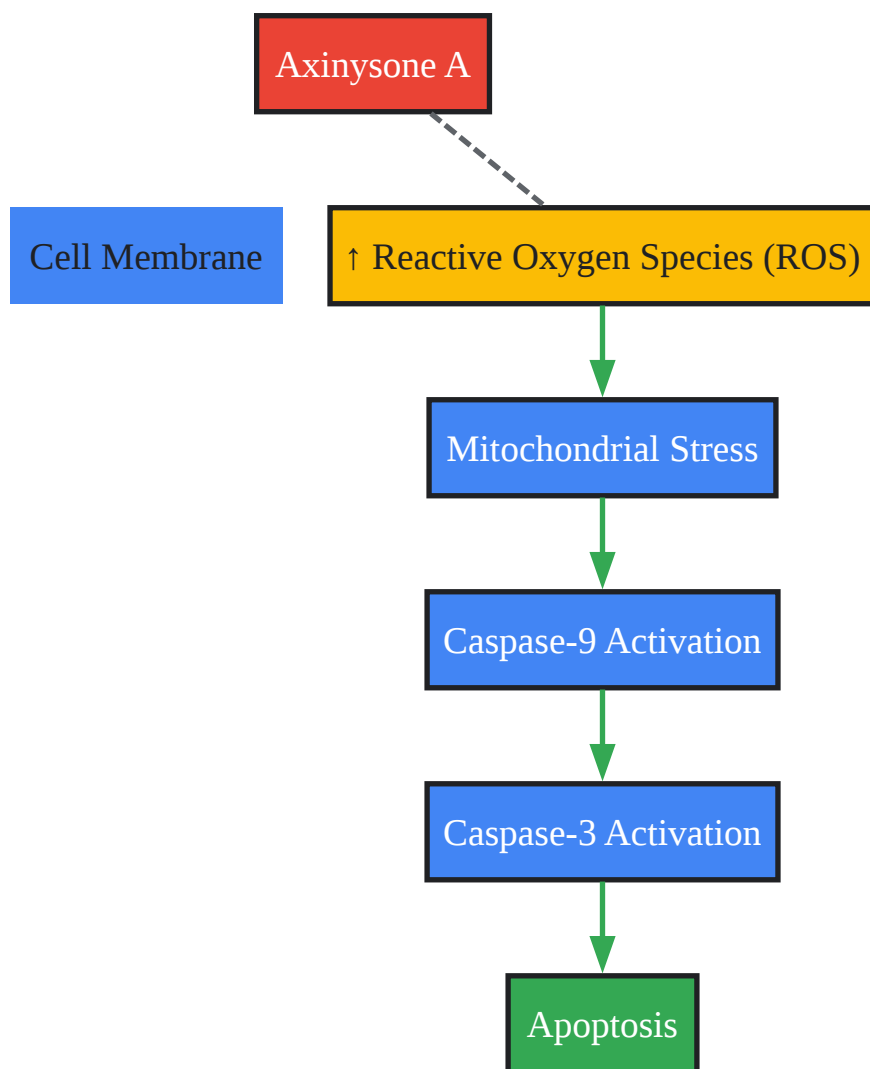 Axinysone A
Cell Membrane
↑ Reactive Oxygen Species (ROS)
Mitochondrial Stress
Caspase-9 Activation
Caspase-3 Activation
Apoptosis